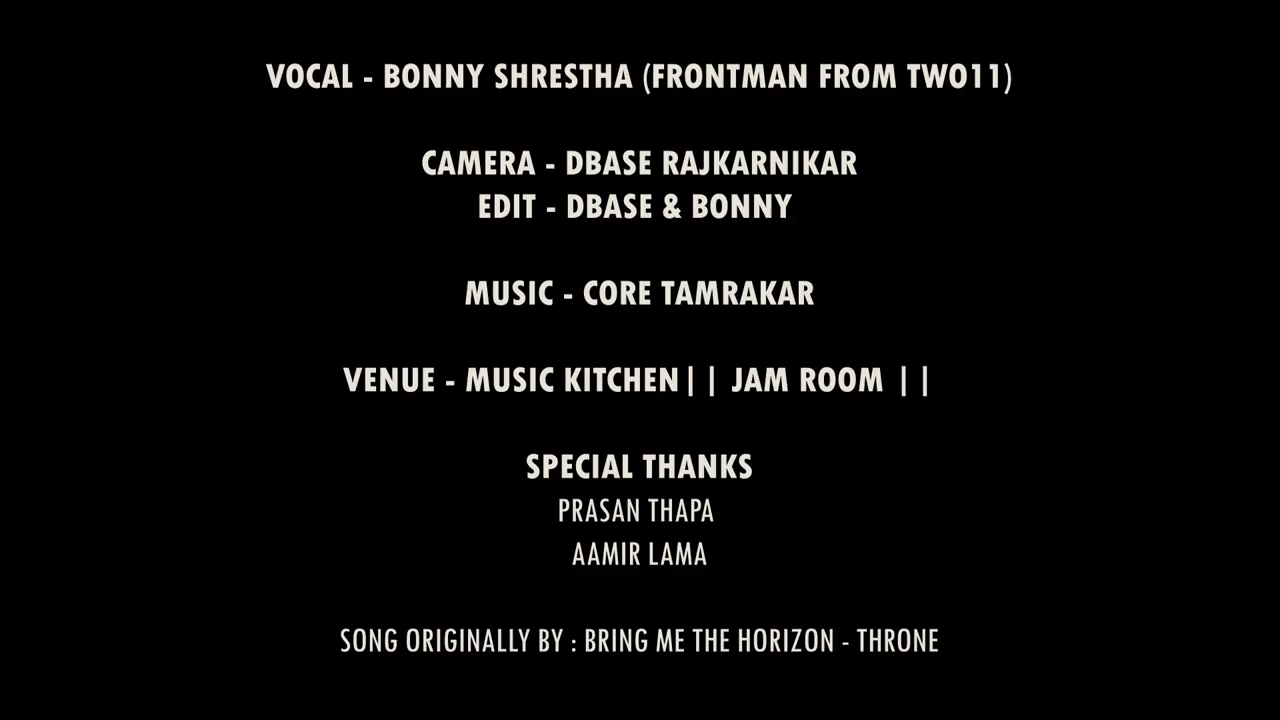 VOCAL - BONNY SHRESTHA (FRONTMAN FROM TWO11)
CAMERA - DBASE RAJKARNIKAR
EDIT - DBASE & BONNY
MUSIC - CORE TAMRAKAR
VENUE - MUSIC KITCHEN|| JAM ROOM ||
SPECIAL THANKS
PRASAN THAPA
AAMIR LAMA
SONG ORIGINALLY BY : BRING ME THE HORIZON - THRONE